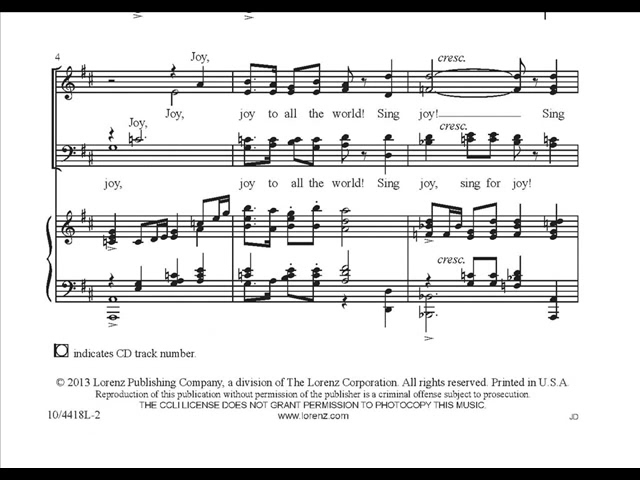 4
Joy,
cresc.
Joy, joy to all the world! Sing joy! Sing
Joy,
cresc.
joy, joy to all the world! Sing joy, sing for joy!
cresc.
indicates CD track number.
© 2013 Lorenz Publishing Company, a division of The Lorenz Corporation. All rights reserved. Printed in U.S.A.
Reproduction of this publication without permission of the publisher is a criminal offense subject to prosecution.
THE CCLI LICENSE DOES NOT GRANT PERMISSION TO PHOTOCOPY THIS MUSIC.
www.lorenz.com
10/4418L-2
JD